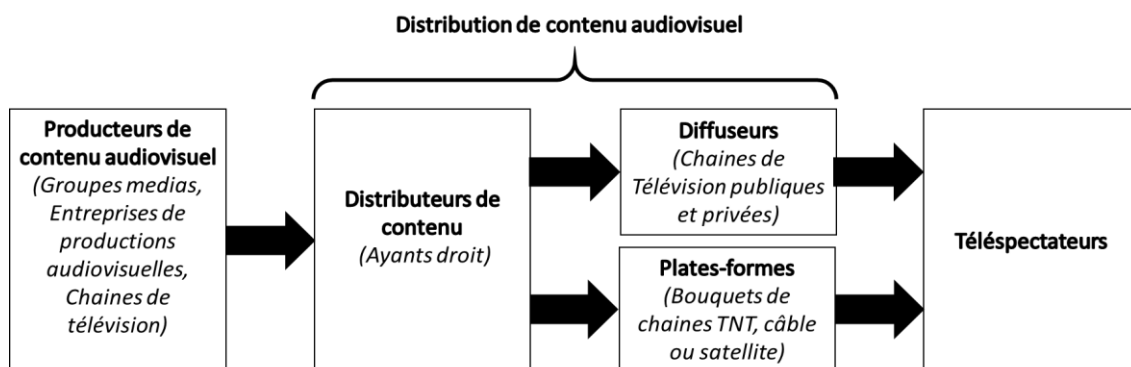 Distribution de contenu audiovisuel
Producteurs de
contenu audiovisuel
(Groupes medias,
Entreprises de
productions
audiovisuelles,
Chaines de
télévision)
Distributeurs de
contenu
(Ayants droit)
Diffuseurs
(Chaines de
Télévision publiques
et privées)
Plates-formes
(Bouquets de
chaines TNT, câble
ou satellite)
Téléspectateurs